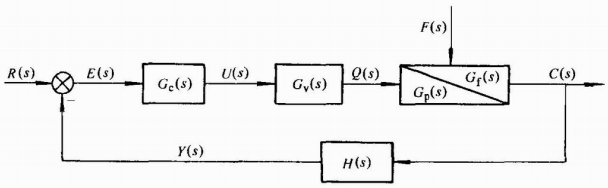 F(s)
R(s)
E(s)
G_c(s)
U(s)
G_v(s)
Q(s)
G_f(s)
G_p(s)
C(s)
−
Y(s)
H(s)